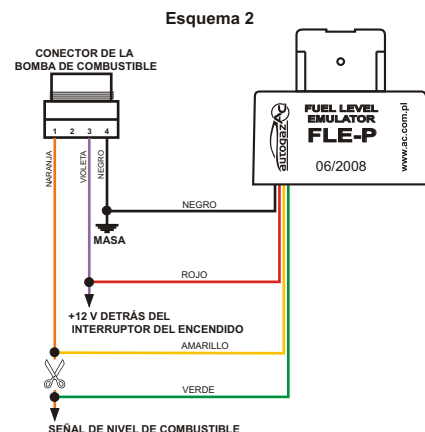 Esquema 2
CONECTOR DE LA
BOMBA DE COMBUSTIBLE
1 2 3 4
NARANJA
VIOLETA
NEGRO
AC
autogaz
FUEL LEVEL
EMULATOR
FLE-P
06/2008
www.ac.com.pl
NEGRO
MASA
ROJO
+12 V DETRÁS DEL
INTERRUPTOR DEL ENCENDIDO
AMARILLO
VERDE
SEÑAL DE NIVEL DE COMBUSTIBLE